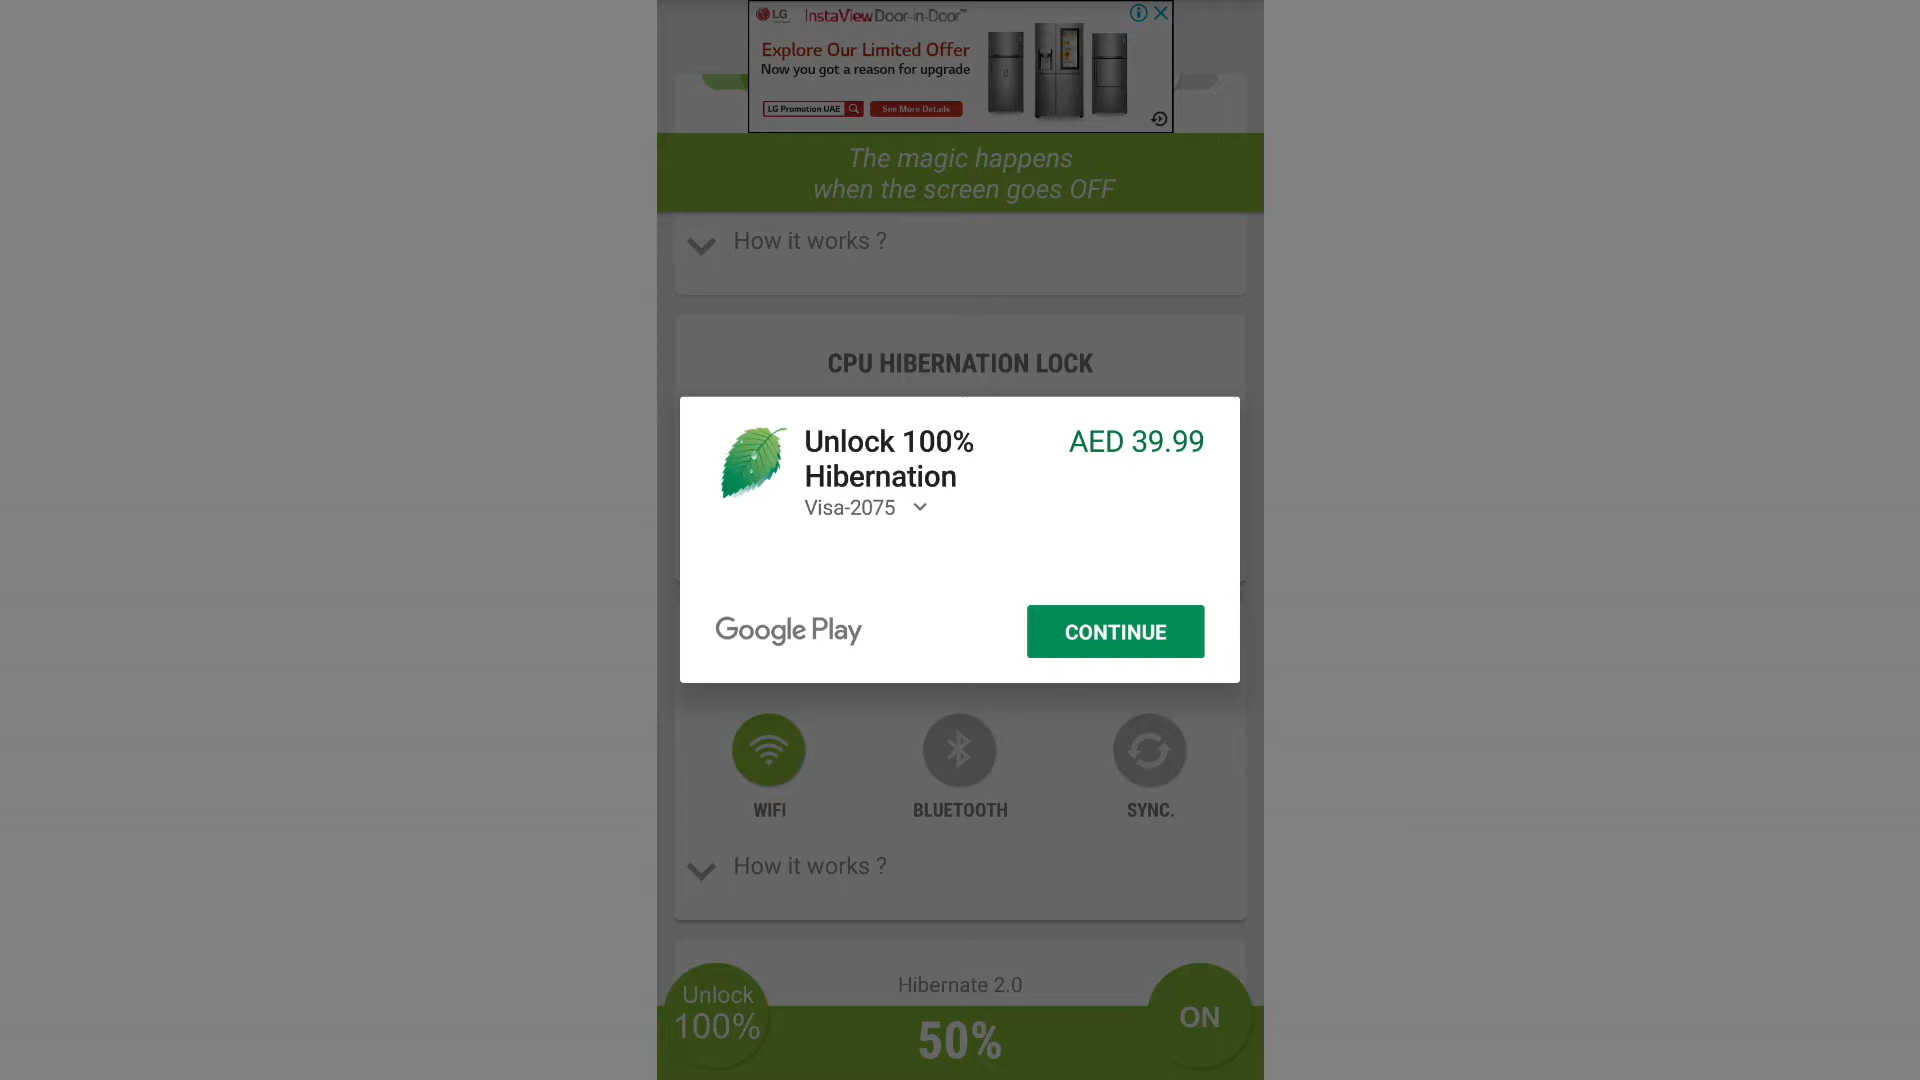 LG InstaView Door-in-Door™
Explore Our Limited Offer
Now you got a reason for upgrade
LG Promotion UAE
See More Details
The magic happens
when the screen goes OFF
How it works ?
CPU HIBERNATION LOCK
Unlock 100%
Hibernation
AED 39.99
Visa-2075
Google Play
CONTINUE
WIFI
BLUETOOTH
SYNC.
How it works ?
Unlock
100%
Hibernate 2.0
50%
ON